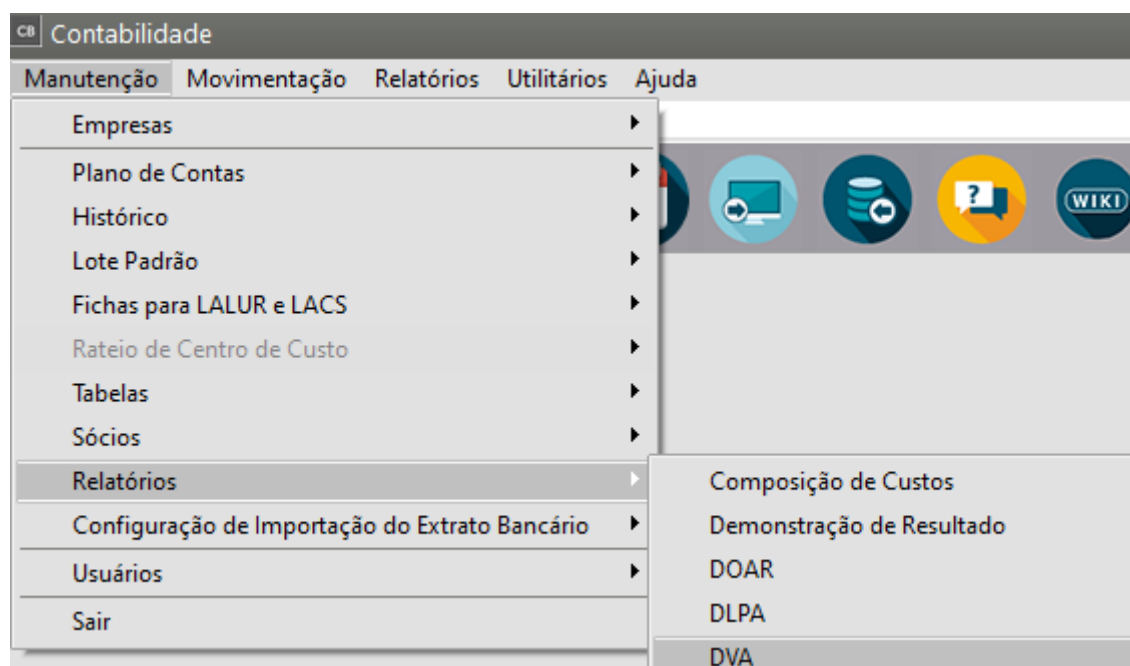 CB Contabilidade
Manutenção Movimentação Relatórios Utilitários Ajuda
Empresas
Plano de Contas
Histórico
WIKI
Lote Padrão
Fichas para LALUR e LACS
Rateio de Centro de Custo
Tabelas
Sócios
Relatórios
Composição de Custos
Configuração de Importação do Extrato Bancário
Demonstração de Resultado
Usuários
DOAR
Sair
DLPA
DVA